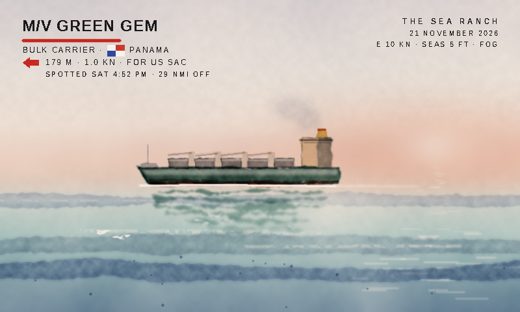 M/V GREEN GEM
BULK CARRIER · PANAMA
179 M · 1.0 KN · FOR US SAC
SPOTTED SAT 4:52 PM · 29 NMI OFF
THE SEA RANCH
21 NOVEMBER 2026
E 10 KN · SEAS 5 FT · FOG